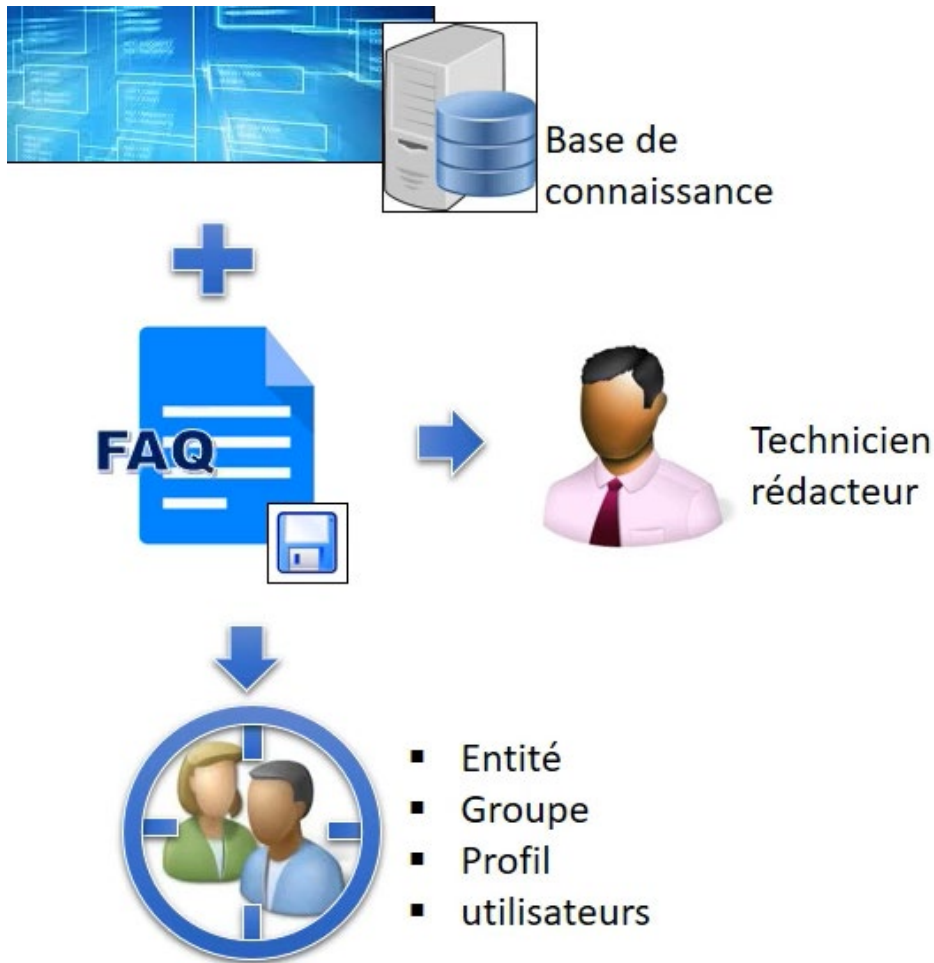 Base de
connaissance
FAQ
Technicien
rédacteur
▪ Entité
▪ Groupe
▪ Profil
▪ utilisateurs